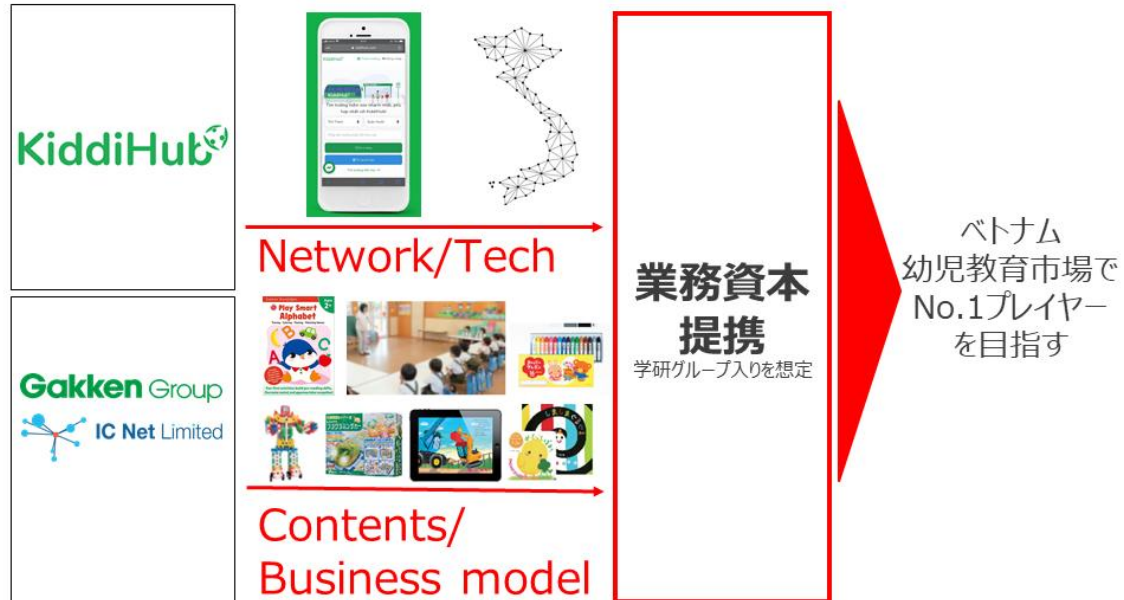 KiddiHub
Network/Tech
Gakken Group
IC Net Limited
Play Smart
Alphabet
2+
A B C
Contents/
Business model
業務資本
提携
学研グループ入りを想定
ベトナム
幼児教育市場で
No.1プレイヤー
を目指す